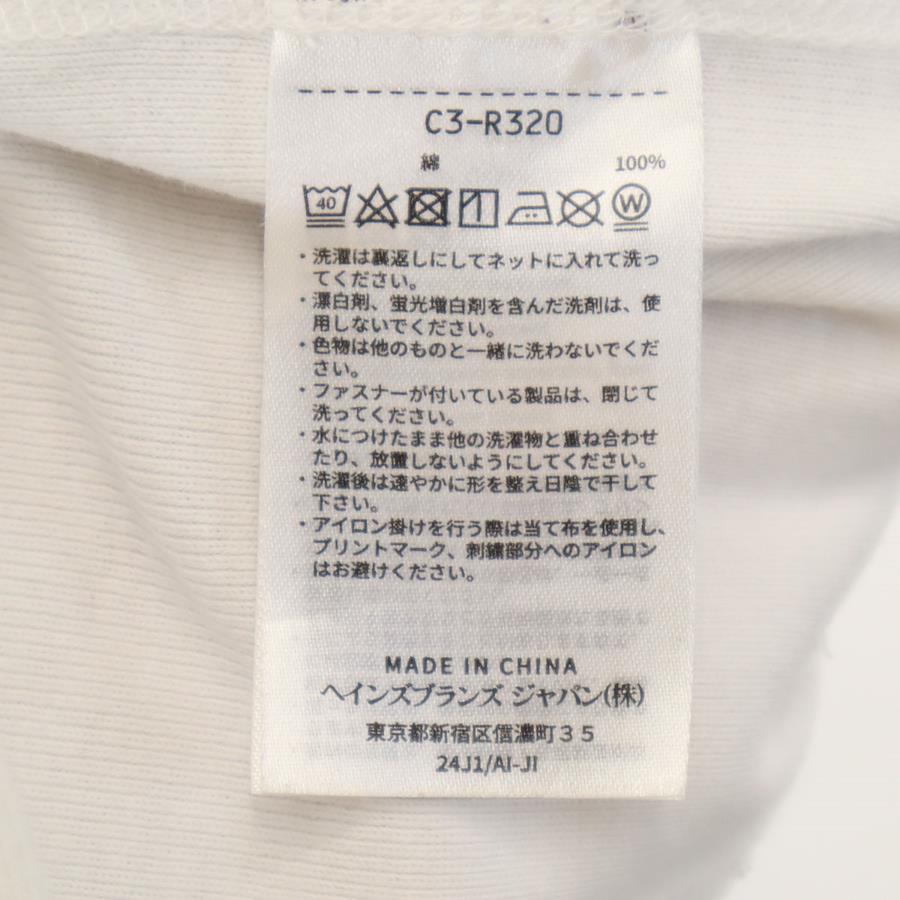 C3-R320
綿 100%
40 W
・洗濯は裏返しにしてネットに入れて洗っ
てください。
・漂白剤、蛍光増白剤を含んだ洗剤は、使
用しないでください。
・色物は他のものと一緒に洗わないでくだ
さい。
・ファスナーが付いている製品は、閉じて
洗ってください。
・水につけたまま他の洗濯物と重ね合わせ
たり、放置しないようにしてください。
・洗濯後は速やかに形を整え日陰で干して
下さい。
・アイロン掛けを行う際は当て布を使用し、
プリントマーク、刺繍部分へのアイロン
はお避けください。
MADE IN CHINA
ヘインズブランズ ジャパン(株)
東京都新宿区信濃町３５
24J1/AI-JI